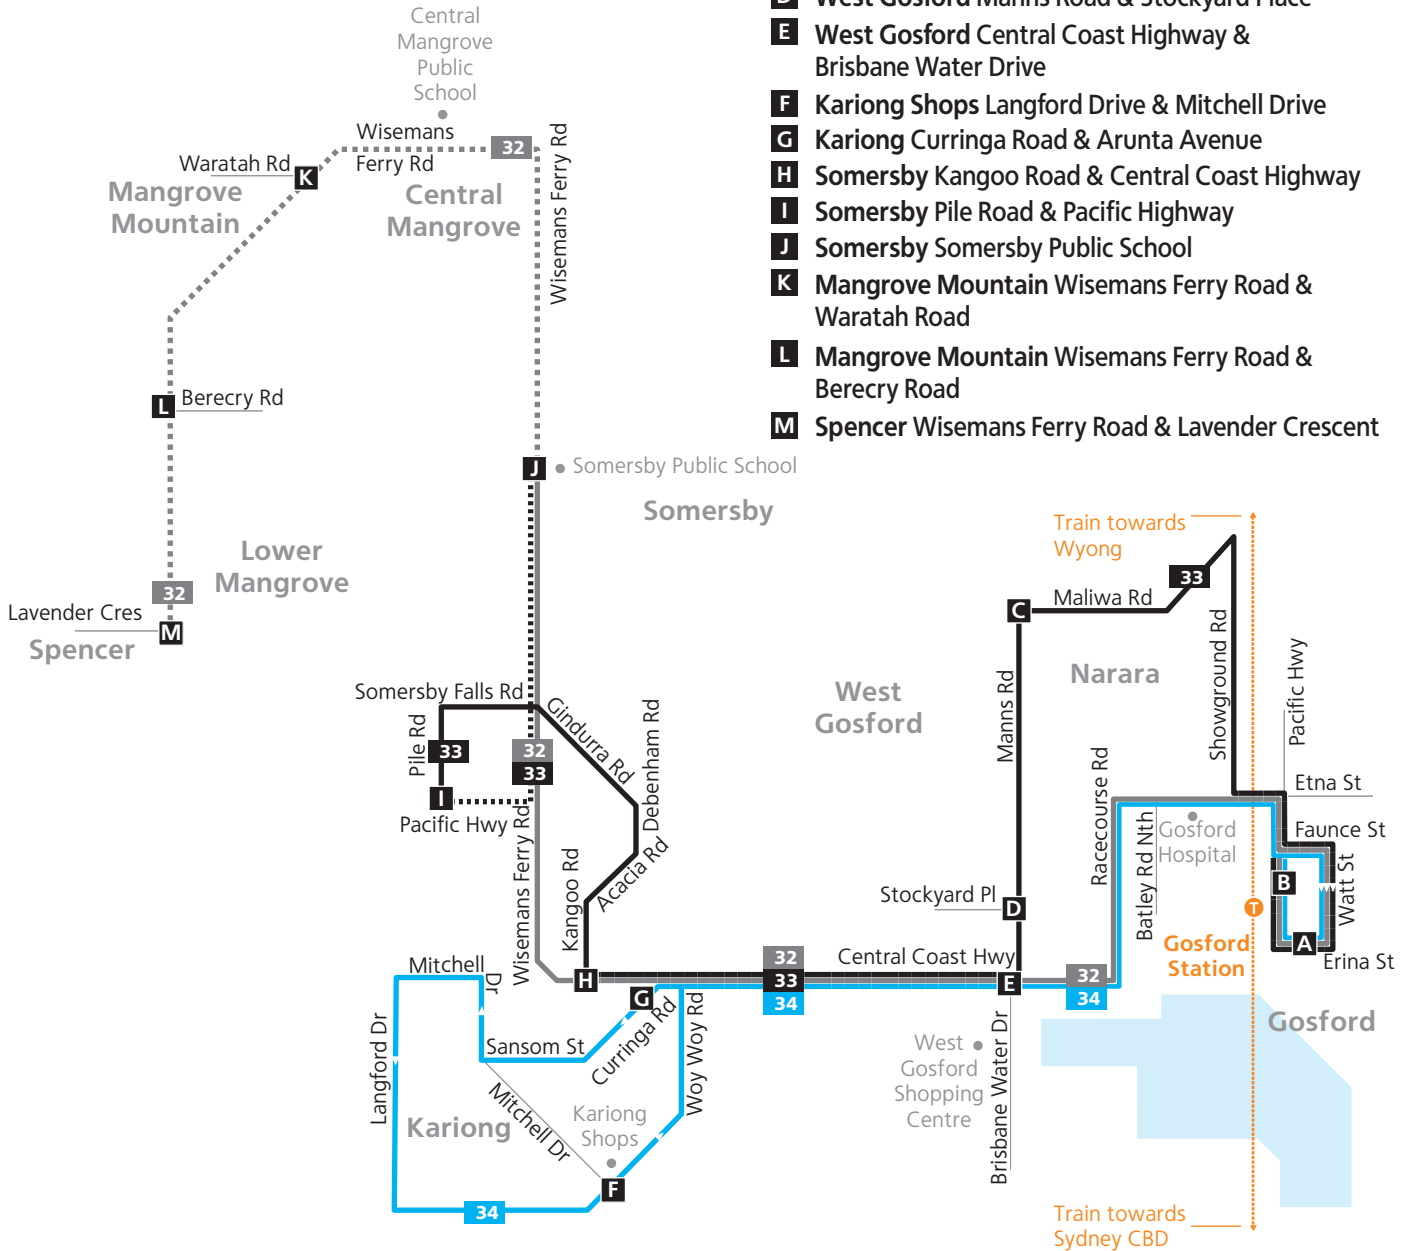 D West Gosford Manns Road & Stockyard Place
E West Gosford Central Coast Highway &
Brisbane Water Drive
F Kariong Shops Langford Drive & Mitchell Drive
G Kariong Curringa Road & Arunta Avenue
H Somersby Kangoo Road & Central Coast Highway
I Somersby Pile Road & Pacific Highway
J Somersby Somersby Public School
K Mangrove Mountain Wisemans Ferry Road &
Waratah Road
L Mangrove Mountain Wisemans Ferry Road &
Berecry Road
M Spencer Wisemans Ferry Road & Lavender Crescent
Central
Mangrove
Public
School
Wisemans
Ferry Rd
32
Wisemans Ferry Rd
Waratah Rd
K
Mangrove
Mountain
Central
Mangrove
L
Berecry Rd
J
Somersby Public School
Somersby
Lower
Mangrove
32
Lavender Cres
M
Spencer
Train towards
Wyong
33
Maliwa Rd
C
Narara
Showground Rd
Pacific Hwy
West
Gosford
Manns Rd
Somersby Falls Rd
Gindurra Rd
Debenham Rd
Pile Rd
33
32
33
I
Pacific Hwy
Wisemans Ferry Rd
Kangoo Rd
Acacia Rd
Racecourse Rd
Etna St
Faunce St
Gosford
Hospital
Batley Rd Nth
B
Watt St
Stockyard Pl
D
T
Gosford
Station
A
Erina St
Central Coast Hwy
32
33
34
H
G
E
32
34
Mitchell
Dr
Curringa Rd
Woy Woy Rd
Sansom St
Langford Dr
Mitchell Dr
Kariong
Kariong
Shops
F
34
West
Gosford
Shopping
Centre
Brisbane Water Dr
Gosford
Train towards
Sydney CBD